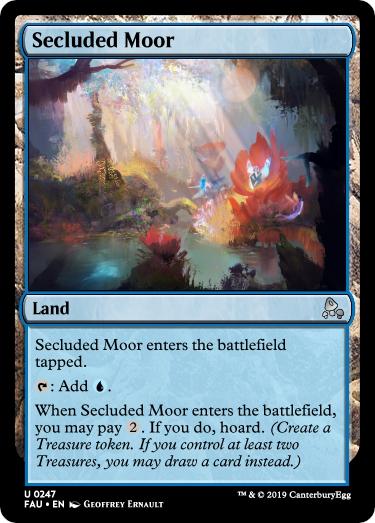 Secluded Moor
Land
Secluded Moor enters the battlefield
tapped.
: Add .
When Secluded Moor enters the battlefield,
you may pay 2. If you do, hoard. (Create a
Treasure token. If you control at least two
Treasures, you may draw a card instead.)
U 0247
FAU • EN Geoffrey Ernault
™ & © 2019 CanterburyEgg